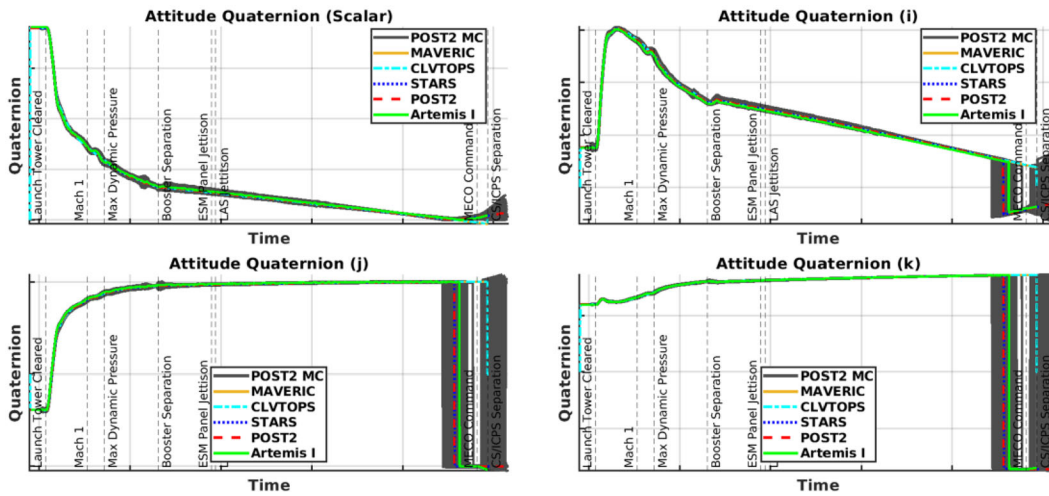 Attitude Quaternion (Scalar)
Quaternion
Launch Tower Cleared
Mach 1
Max Dynamic Pressure
Booster Separation
ESM Panel Jettison
LAS Jettison
MECO Command
CS/ICPS Separation
POST2 MC
MAVERIC
CLVTOPS
STARS
POST2
Artemis I
Time
Attitude Quaternion (i)
Quaternion
Launch Tower Cleared
Mach 1
Max Dynamic Pressure
Booster Separation
ESM Panel Jettison
LAS Jettison
MECO Command
CS/ICPS Separation
POST2 MC
MAVERIC
CLVTOPS
STARS
POST2
Artemis I
Time
Attitude Quaternion (j)
Quaternion
Launch Tower Cleared
Mach 1
Max Dynamic Pressure
Booster Separation
ESM Panel Jettison
MECO Command
CS/ICPS Separation
POST2 MC
MAVERIC
CLVTOPS
STARS
POST2
Artemis I
Time
Attitude Quaternion (k)
Quaternion
Launch Tower Cleared
Mach 1
Max Dynamic Pressure
Booster Separation
ESM Panel Jettison
MECO Command
CS/ICPS Separation
POST2 MC
MAVERIC
CLVTOPS
STARS
POST2
Artemis I
Time